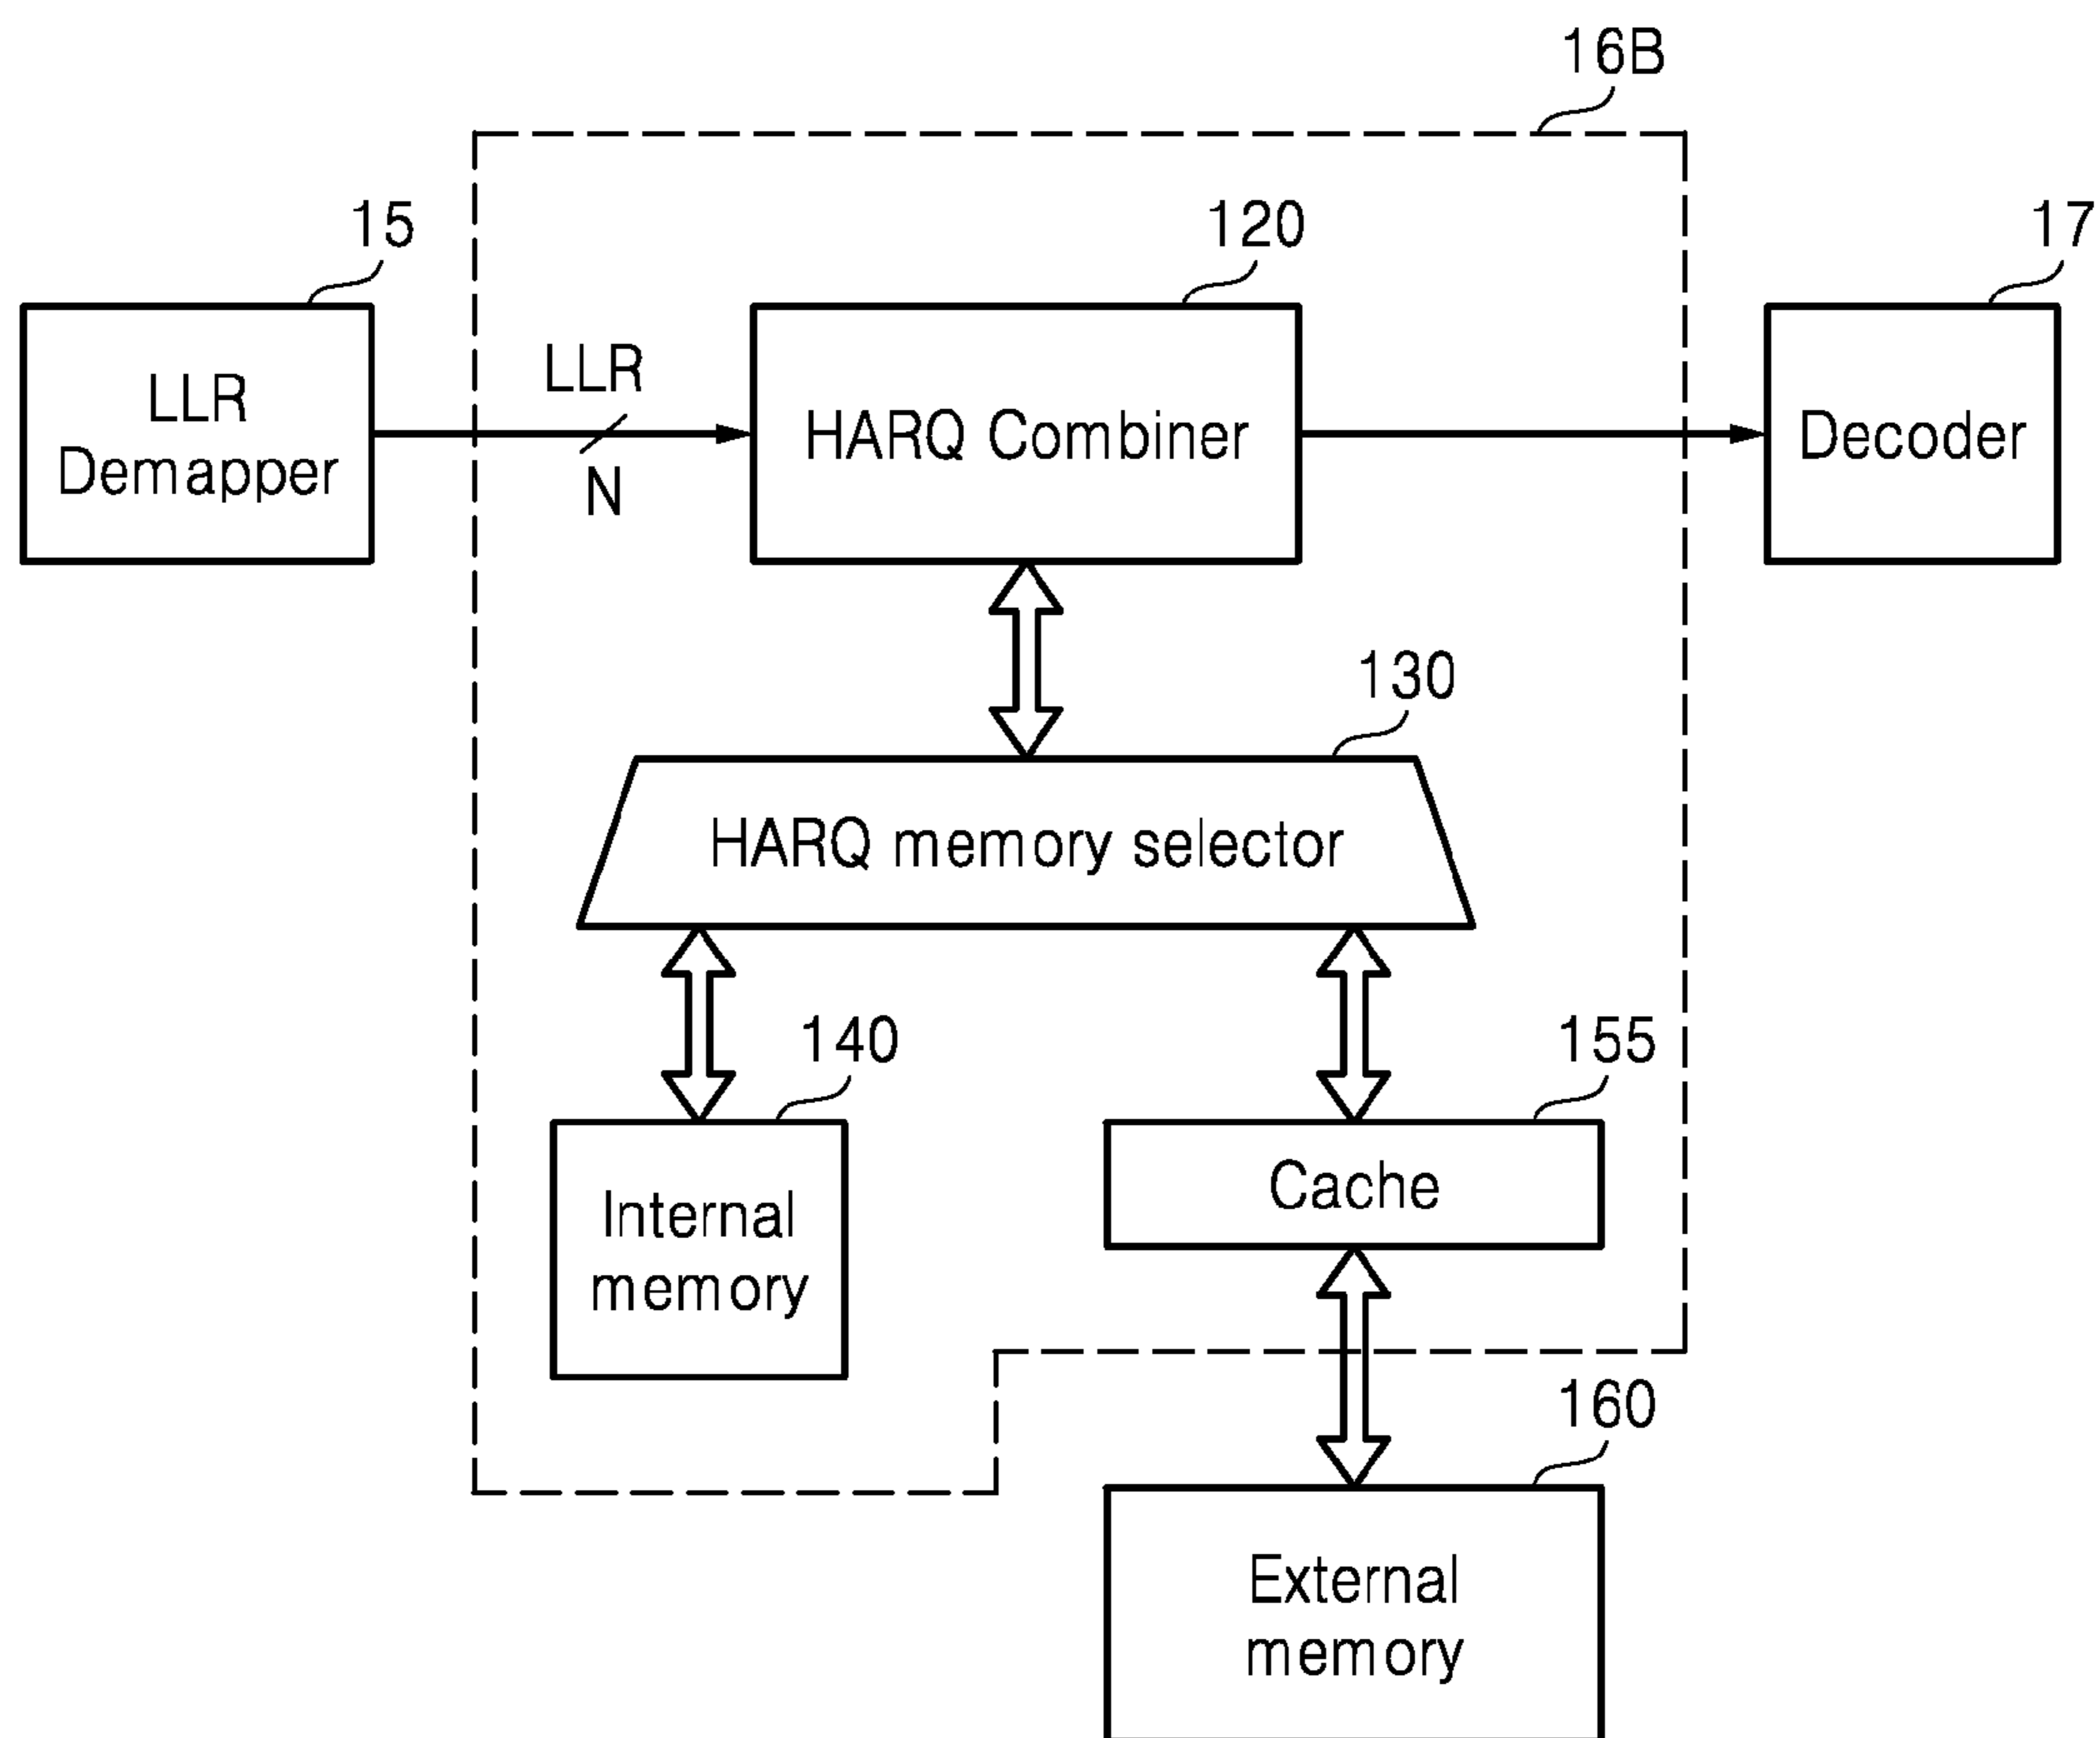 16B
15
120
17
LLR
Demapper
LLR
N
HARQ Combiner
Decoder
130
HARQ memory selector
140
155
Internal
memory
Cache
160
External
memory